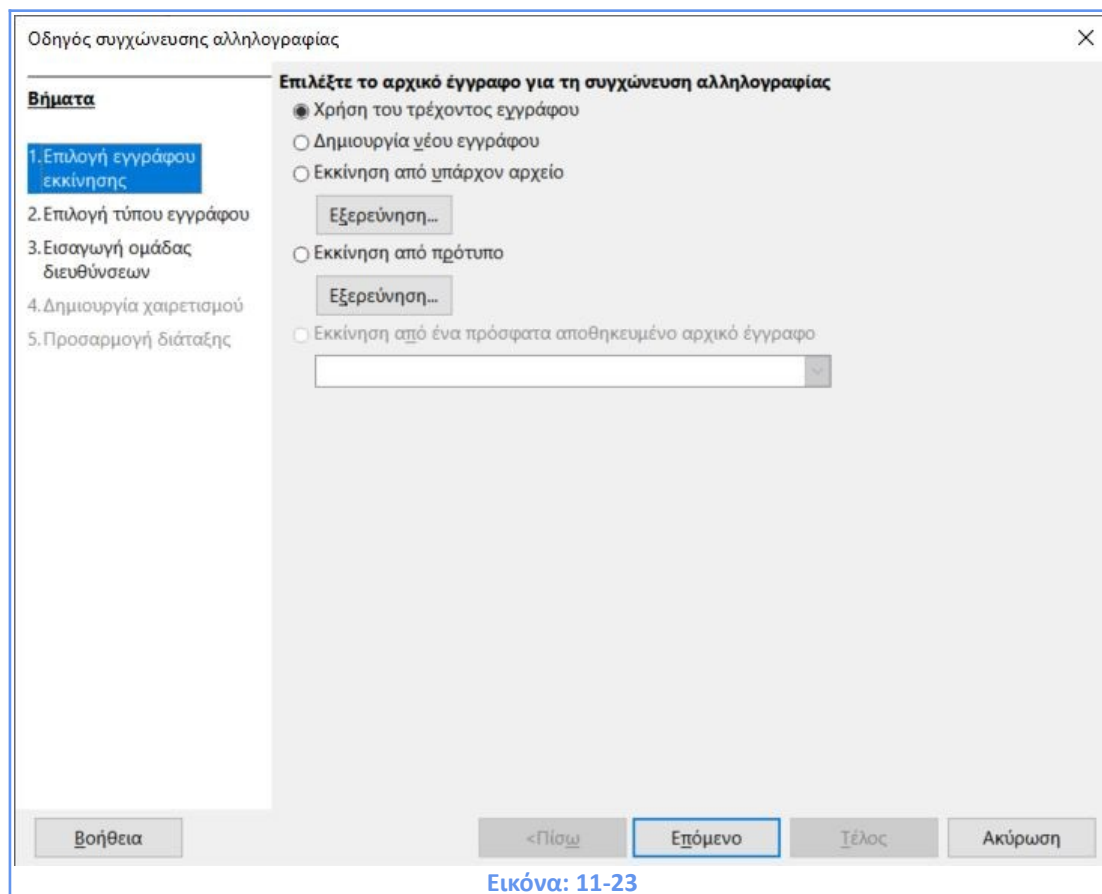 Οδηγός συγχώνευσης αλληλογραφίας
Βήματα
1.Επιλογή εγγράφου
εκκίνησης
2.Επιλογή τύπου εγγράφου
3.Εισαγωγή ομάδας
διευθύνσεων
4.Δημιουργία χαιρετισμού
5.Προσαρμογή διάταξης
Επιλέξτε το αρχικό έγγραφο για τη συγχώνευση αλληλογραφίας
Χρήση του τρέχοντος εγγράφου
Δημιουργία νέου εγγράφου
Εκκίνηση από υπάρχον αρχείο
Εξερεύνηση...
Εκκίνηση από πρότυπο
Εξερεύνηση...
Εκκίνηση από ένα πρόσφατα αποθηκευμένο αρχικό έγγραφο
Βοήθεια
<Πίσω
Επόμενο
Τέλος
Ακύρωση
Εικόνα: 11-23